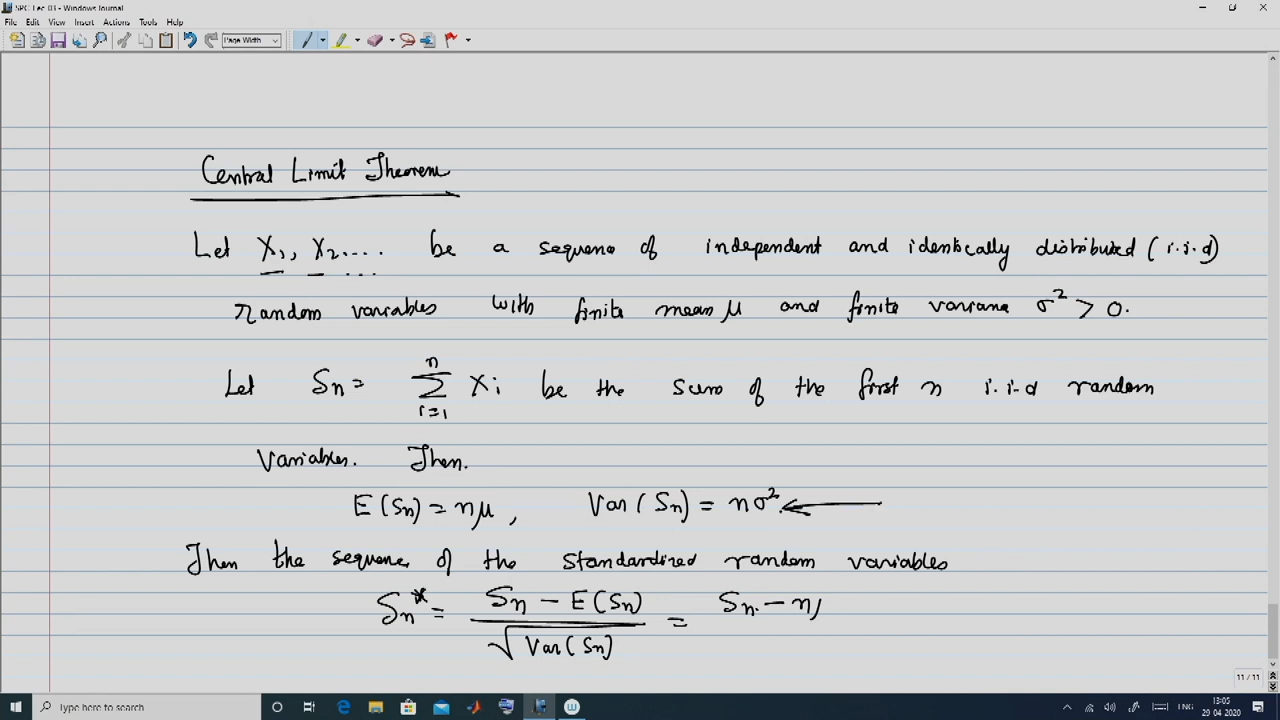 SPC Lec 03 - Windows Journal
File Edit View Insert Actions Tools Help
Page Width
Central Limit Theorem
Let X₁, X₂.... be a sequence of independent and identically distributed (i.i.d)
random variables with finite mean μ and finite variance σ² > 0.
Let Sn = Σ_{i=1}^{n} Xi be the sum of the first n i.i.d random
Variables. Then.
E(Sn) = nμ, Var(Sn) = nσ². ←
Then the sequence of the standardized random variables
Sn* = (Sn − E(Sn)) / √Var(Sn) = Sn − n
11 / 11
Type here to search
ENG
13:05
29-04-2020